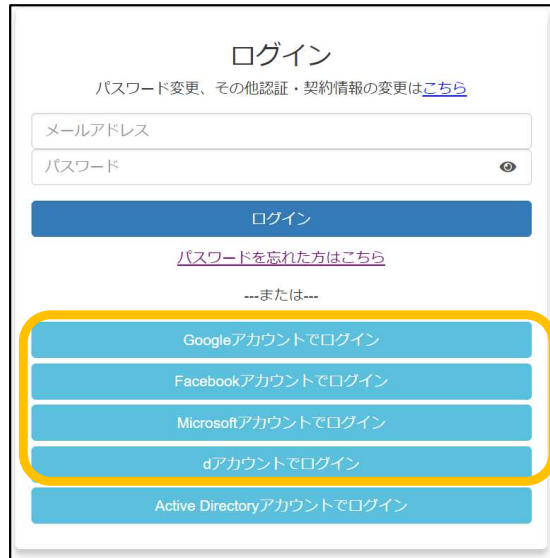 ログイン
パスワード変更、その他認証・契約情報の変更はこちら
メールアドレス
パスワード
ログイン
パスワードを忘れた方はこちら
---または---
Googleアカウントでログイン
Facebookアカウントでログイン
Microsoftアカウントでログイン
dアカウントでログイン
Active Directoryアカウントでログイン